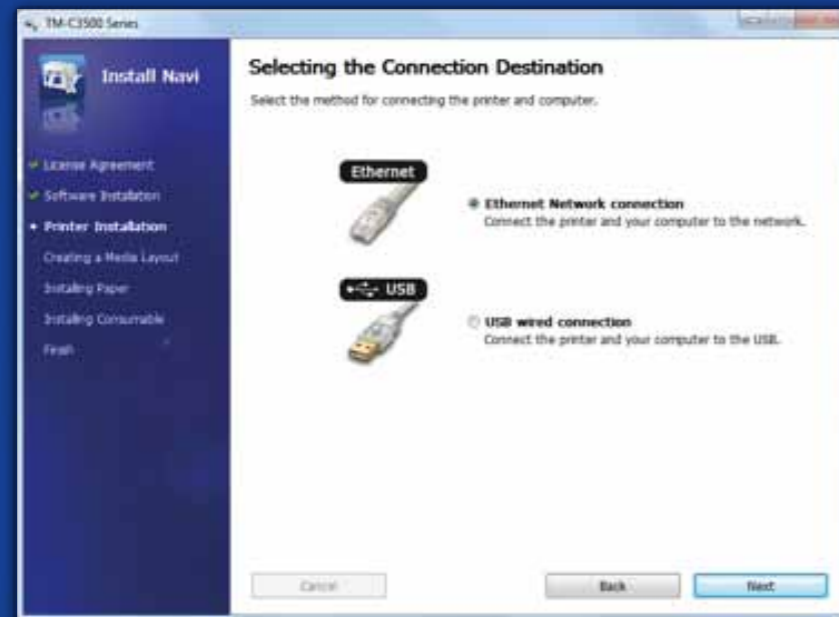 TM-C3500 Series
Install Navi
License Agreement
Software Installation
Printer Installation
Creating a Media Layout
Installing Paper
Installing Consumable
Finish
Selecting the Connection Destination
Select the method for connecting the printer and computer.
Ethernet
Ethernet Network connection
Connect the printer and your computer to the network.
USB
USB wired connection
Connect the printer and your computer to the USB.
Cancel
Back
Next